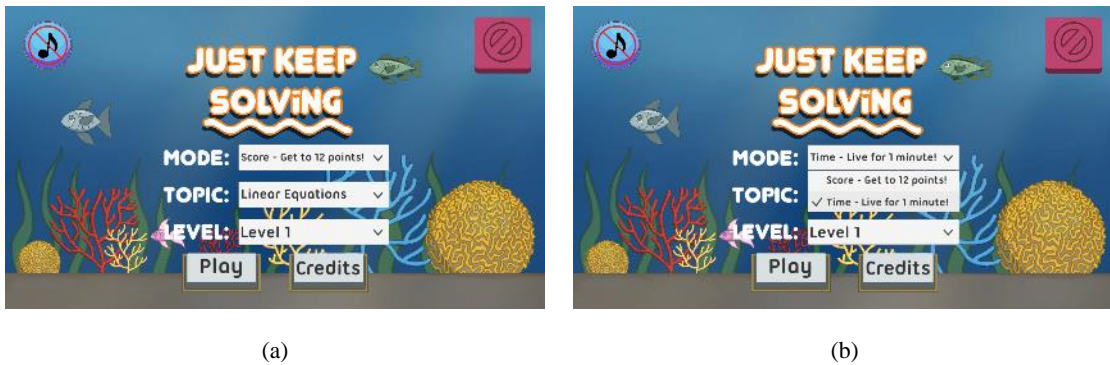 JUST KEEP
SOLViNG
MODE: Score - Get to 12 points!
TOPIC: Linear Equations
LEVEL: Level 1
Play Credits
(a)
JUST KEEP
SOLViNG
MODE: Time - Live for 1 minute!
Score - Get to 12 points!
TOPIC: ✓ Time - Live for 1 minute!
LEVEL: Level 1
Play Credits
(b)